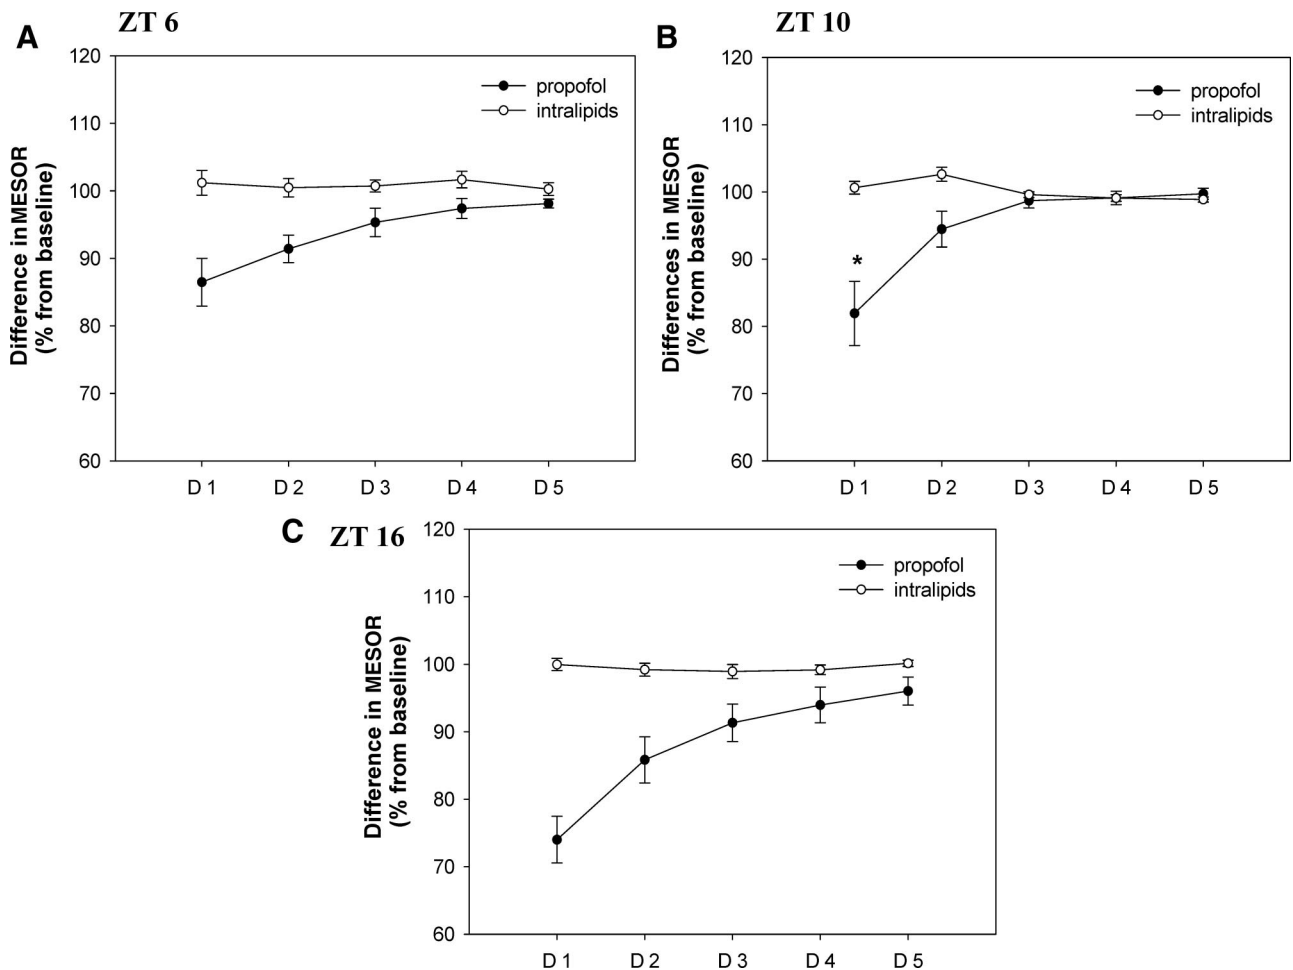 A
ZT 6
120
110
100
90
80
70
60
Difference in MESOR
(% from baseline)
propofol
intralipids
D 1 D 2 D 3 D 4 D 5
B
ZT 10
120
110
100
90
80
70
60
Differences in MESOR
(% from baseline)
propofol
intralipids
*
D 1 D 2 D 3 D 4 D 5
C
ZT 16
120
110
100
90
80
70
60
Difference in MESOR
(% from baseline)
propofol
intralipids
D 1 D 2 D 3 D 4 D 5